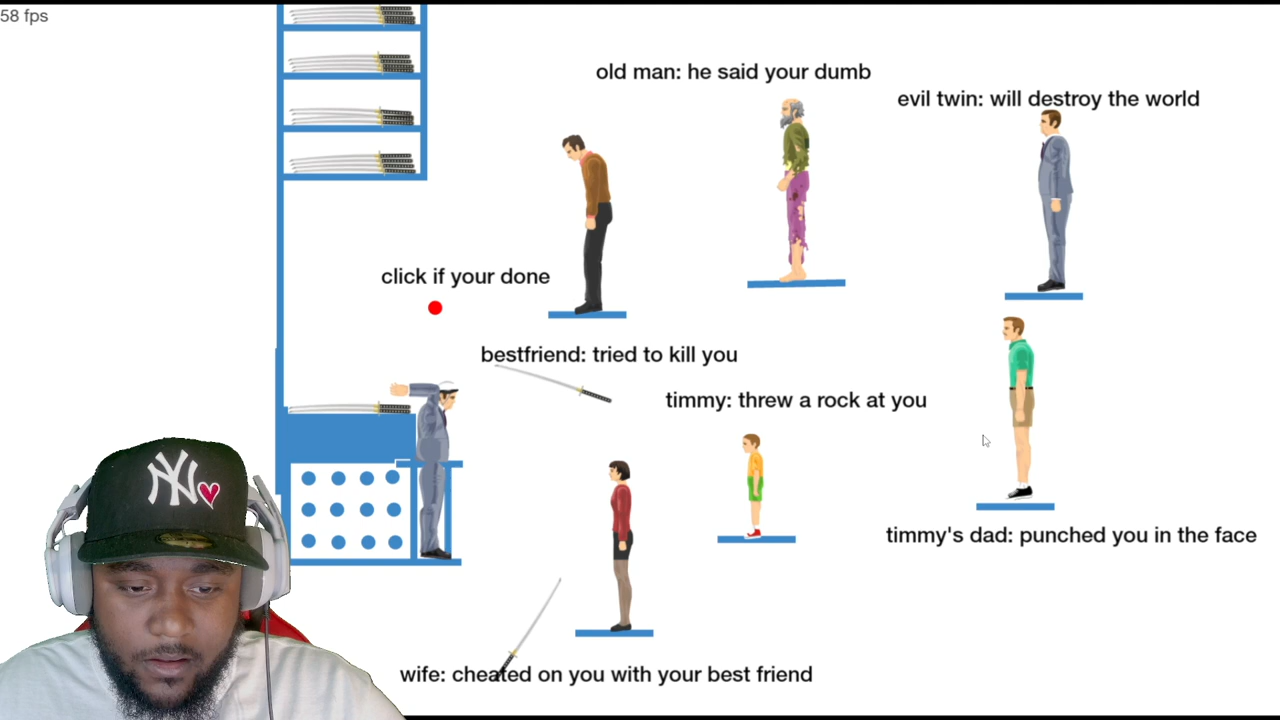 58 fps
old man: he said your dumb
evil twin: will destroy the world
click if your done
bestfriend: tried to kill you
timmy: threw a rock at you
NY
timmy's dad: punched you in the face
wife: cheated on you with your best friend